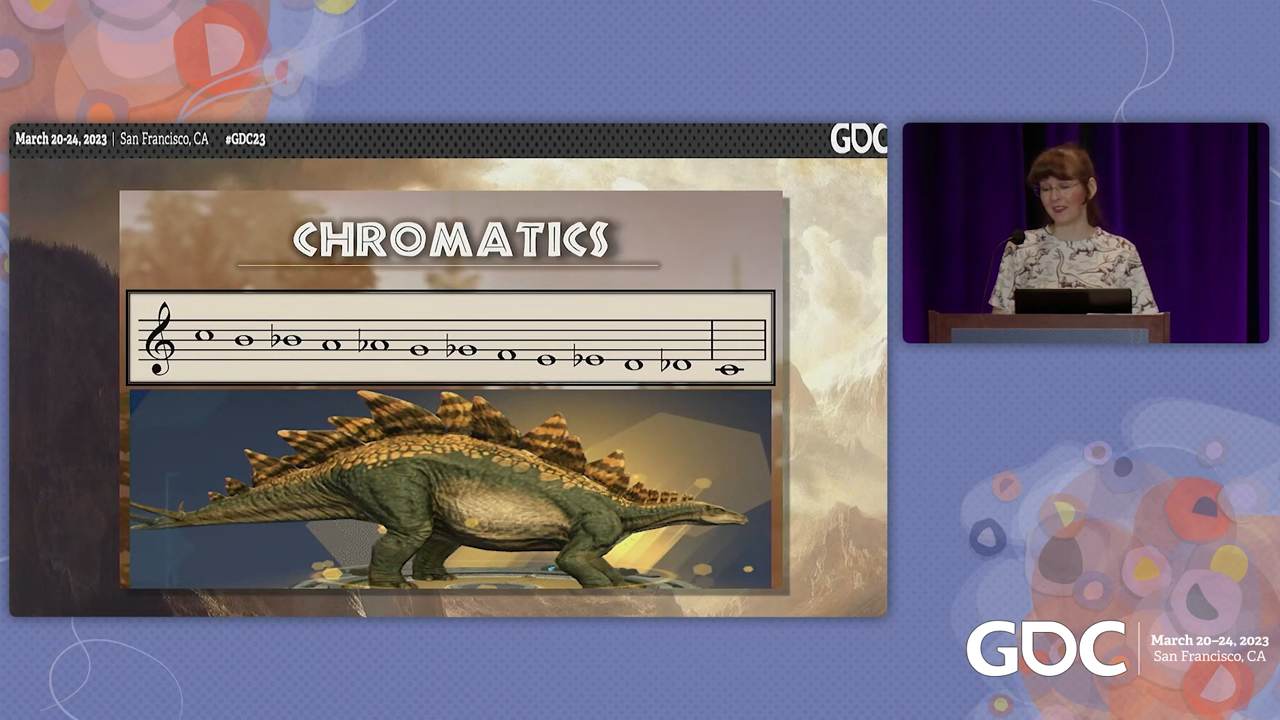 March 20-24, 2023 | San Francisco, CA #GDC23
GDC
CHROMATICS
GDC
March 20–24, 2023
San Francisco, CA